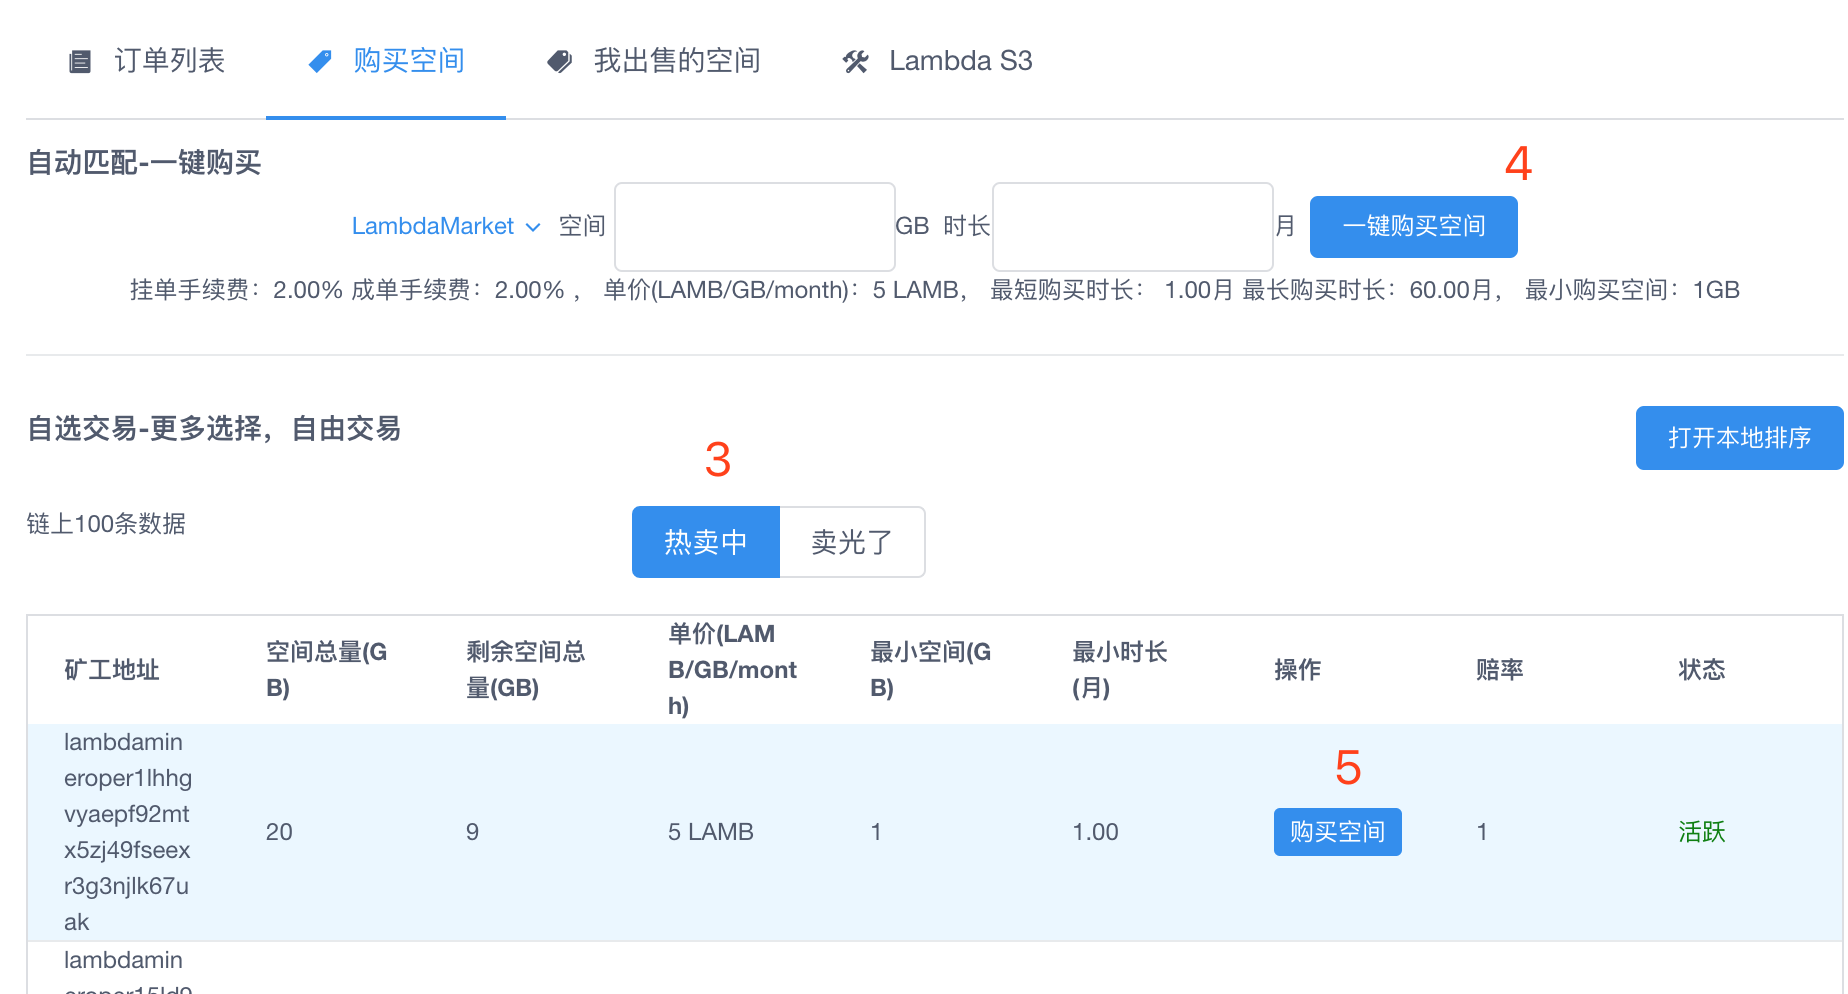 订单列表 购买空间 我出售的空间 Lambda S3
自动匹配-一键购买
4
LambdaMarket 空间 GB 时长 月 一键购买空间
挂单手续费：2.00% 成单手续费：2.00% ， 单价(LAMB/GB/month)：5 LAMB， 最短购买时长： 1.00月 最长购买时长：60.00月， 最小购买空间：1GB
自选交易-更多选择，自由交易
打开本地排序
3
链上100条数据
热卖中 卖光了
矿工地址
空间总量(G
B)
剩余空间总
量(GB)
单价(LAM
B/GB/mont
h)
最小空间(G
B)
最小时长
(月)
操作
赔率
状态
lambdamin
eroper1lhhg
vyaepf92mt
x5zj49fseex
r3g3njlk67u
ak
20
9
5 LAMB
1
1.00
5
购买空间
1
活跃
lambdamin